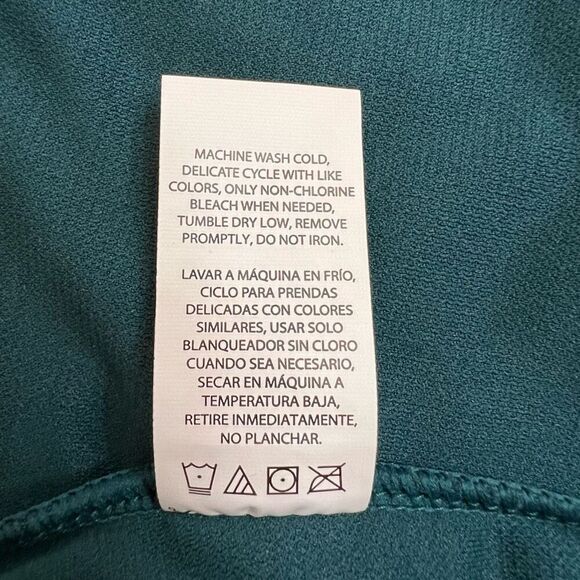 MACHINE WASH COLD,
DELICATE CYCLE WITH LIKE
COLORS, ONLY NON-CHLORINE
BLEACH WHEN NEEDED,
TUMBLE DRY LOW, REMOVE
PROMPTLY, DO NOT IRON.
LAVAR A MÁQUINA EN FRÍO,
CICLO PARA PRENDAS
DELICADAS CON COLORES
SIMILARES, USAR SOLO
BLANQUEADOR SIN CLORO
CUANDO SEA NECESARIO,
SECAR EN MÁQUINA A
TEMPERATURA BAJA,
RETIRE INMEDIATAMENTE,
NO PLANCHAR.